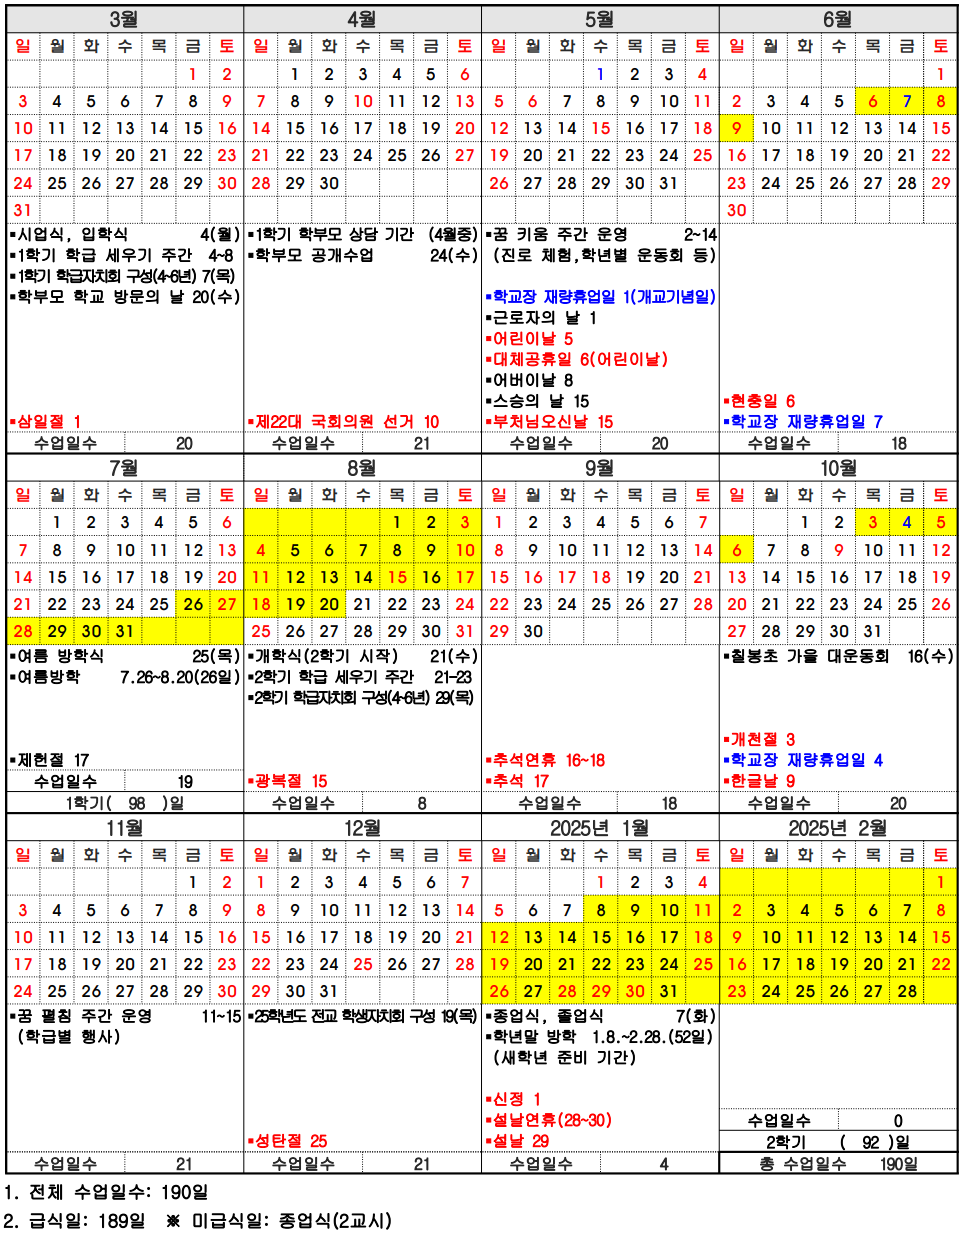 3월 4월 5월 6월
일 월 화 수 목 금 토 일 월 화 수 목 금 토 일 월 화 수 목 금 토 일 월 화 수 목 금 토
1 2 1 2 3 4 5 6 1 2 3 4 1
3 4 5 6 7 8 9 7 8 9 10 11 12 13 5 6 7 8 9 10 11 2 3 4 5 6 7 8
10 11 12 13 14 15 16 14 15 16 17 18 19 20 12 13 14 15 16 17 18 9 10 11 12 13 14 15
17 18 19 20 21 22 23 21 22 23 24 25 26 27 19 20 21 22 23 24 25 16 17 18 19 20 21 22
24 25 26 27 28 29 30 28 29 30 26 27 28 29 30 31 23 24 25 26 27 28 29
31 30
▪시업식, 입학식 4(월) ▪1학기 학부모 상담 기간 (4월중) ▪꿈 키움 주간 운영 2~14
▪1학기 학급 세우기 주간 4~8 ▪학부모 공개수업 24(수) (진로 체험,학년별 운동회 등)
▪1학기 학급자치회 구성(4~6년) 7(목)
▪학부모 학교 방문의 날 20(수) ▪학교장 재량휴업일 1(개교기념일)
▪근로자의 날 1
▪어린이날 5
▪대체공휴일 6(어린이날)
▪어버이날 8
▪스승의 날 15 ▪현충일 6
▪삼일절 1 ▪제22대 국회의원 선거 10 ▪부처님오신날 15 ▪학교장 재량휴업일 7
수업일수 20 수업일수 21 수업일수 20 수업일수 18
7월 8월 9월 10월
일 월 화 수 목 금 토 일 월 화 수 목 금 토 일 월 화 수 목 금 토 일 월 화 수 목 금 토
1 2 3 4 5 6 1 2 3 1 2 3 4 5 6 7 1 2 3 4 5
7 8 9 10 11 12 13 4 5 6 7 8 9 10 8 9 10 11 12 13 14 6 7 8 9 10 11 12
14 15 16 17 18 19 20 11 12 13 14 15 16 17 15 16 17 18 19 20 21 13 14 15 16 17 18 19
21 22 23 24 25 26 27 18 19 20 21 22 23 24 22 23 24 25 26 27 28 20 21 22 23 24 25 26
28 29 30 31 25 26 27 28 29 30 31 29 30 27 28 29 30 31
▪여름 방학식 25(목) ▪개학식(2학기 시작) 21(수) ▪칠봉초 가을 대운동회 16(수)
▪여름방학 7.26~8.20(26일) ▪2학기 학급 세우기 주간 21-23
▪2학기 학급자치회 구성(4~6년) 29(목)
▪개천절 3
▪제헌절 17 ▪추석연휴 16~18 ▪학교장 재량휴업일 4
수업일수 19 ▪광복절 15 ▪추석 17 ▪한글날 9
1학기( 98 )일 수업일수 8 수업일수 18 수업일수 20
11월 12월 2025년 1월 2025년 2월
일 월 화 수 목 금 토 일 월 화 수 목 금 토 일 월 화 수 목 금 토 일 월 화 수 목 금 토
1 2 1 2 3 4 5 6 7 1 2 3 4 1
3 4 5 6 7 8 9 8 9 10 11 12 13 14 5 6 7 8 9 10 11 2 3 4 5 6 7 8
10 11 12 13 14 15 16 15 16 17 18 19 20 21 12 13 14 15 16 17 18 9 10 11 12 13 14 15
17 18 19 20 21 22 23 22 23 24 25 26 27 28 19 20 21 22 23 24 25 16 17 18 19 20 21 22
24 25 26 27 28 29 30 29 30 31 26 27 28 29 30 31 23 24 25 26 27 28
▪꿈 펼침 주간 운영 11~15 ▪25학년도 전교 학생자치회 구성 19(목) ▪종업식, 졸업식 7(화)
(학급별 행사) ▪학년말 방학 1.8.~2.28.(52일)
(새학년 준비 기간)
▪신정 1
▪설날연휴(28~30) 수업일수 0
▪성탄절 25 ▪설날 29 2학기 ( 92 )일
수업일수 21 수업일수 21 수업일수 4 총 수업일수 190일
1. 전체 수업일수: 190일
2. 급식일: 189일 ※ 미급식일: 종업식(2교시)